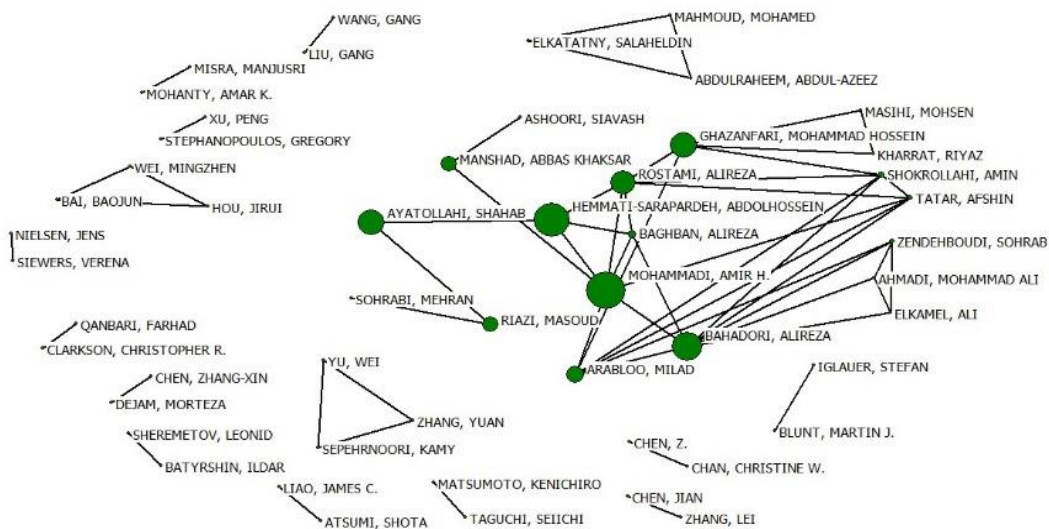 WANG, GANG
MAHMOUD, MOHAMED
ELKATATNY, SALAHELDIN
LIU, GANG
MISRA, MANJUSRI
ABDULRAHEEM, ABDUL-AZEEZ
MOHANTY, AMAR K.
MASIHI, MOHSEN
XU, PENG
ASHOORI, SIAVASH
STEPHANOPOULOS, GREGORY
GHAZANFARI, MOHAMMAD HOSSEIN
KHARRAT, RIYAZ
WEI, MINGZHEN
MANSHAD, ABBAS KHAKSAR
ROSTAMI, ALIREZA
SHOKROLLAHI, AMIN
BAI, BAOJUN
HOU, JIRUI
TATAR, AFSHIN
AYATOLLAHI, SHAHAB
HEMMATI-SARAPARDEH, ABDOLHOSSEIN
NIELSEN, JENS
BAGHBAN, ALIREZA
ZENDEHBOUDI, SOHRAB
SIEWERS, VERENA
MOHAMMADI, AMIR H.
AHMADI, MOHAMMAD ALI
SOHRABI, MEHRAN
ELKAMEL, ALI
QANBARI, FARHAD
RIAZI, MASOUD
BAHADORI, ALIREZA
CLARKSON, CHRISTOPHER R.
YU, WEI
IGLAUER, STEFAN
ARABLOO, MILAD
CHEN, ZHANG-XIN
DEJAM, MORTEZA
ZHANG, YUAN
SHEREMETOV, LEONID
BLUNT, MARTIN J.
SEPEHRNOORI, KAMY
CHEN, Z.
BATYRSHIN, ILDAR
CHAN, CHRISTINE W.
LIAO, JAMES C.
MATSUMOTO, KENICHIRO
CHEN, JIAN
ATSUMI, SHOTA
TAGUCHI, SEIICHI
ZHANG, LEI